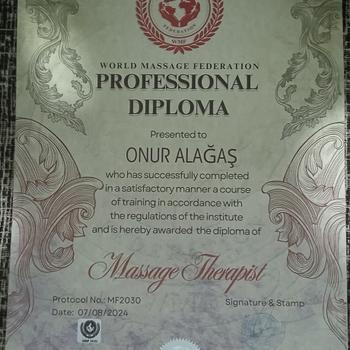 FEDERATION
WMF
WORLD MASSAGE FEDERATION
PROFESSIONAL
DIPLOMA
Presented to
ONUR ALAĞAŞ
who has successfully completed
in a satisfactory manner a course
of training in accordance with
the regulations of the institute
and is hereby awarded the diploma of
Massage Therapist
Protocol No.: MF2030
Signature & Stamp
Date: 07/08/2024